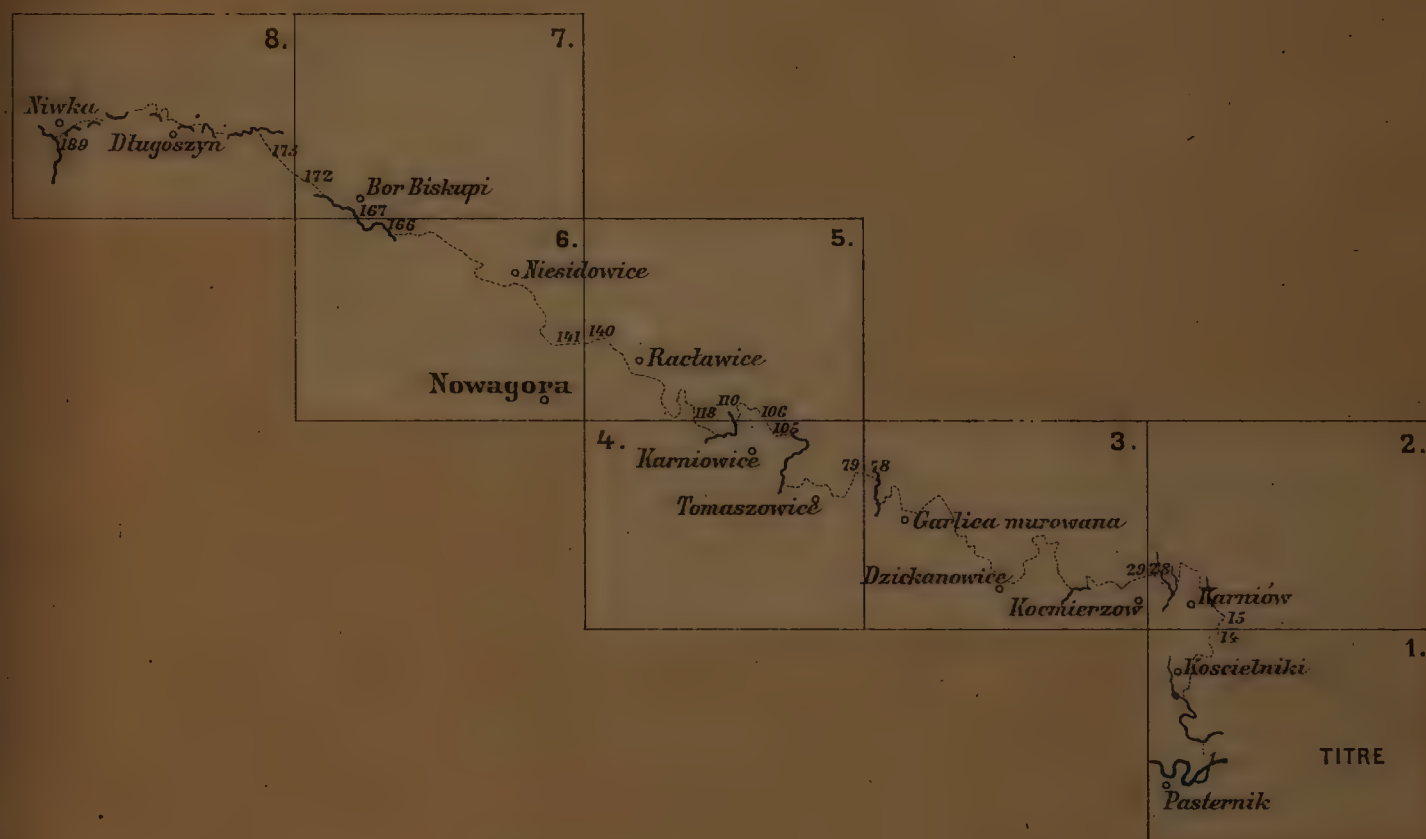 8.
7.
Niwka
189
Długoszyn
173
172
Bor Biskupi
167
166
6.
5.
Niesidowice
141
140
Racławice
Nowagora
118
110
106
105
4.
3.
2.
Karniowice
79
78
Tomaszowice
Garlica murowana
Dzickanowice
29
28
Kocmierzow
Karniów
15
14
1.
Koscielniki
1
TITRE
Pasternik